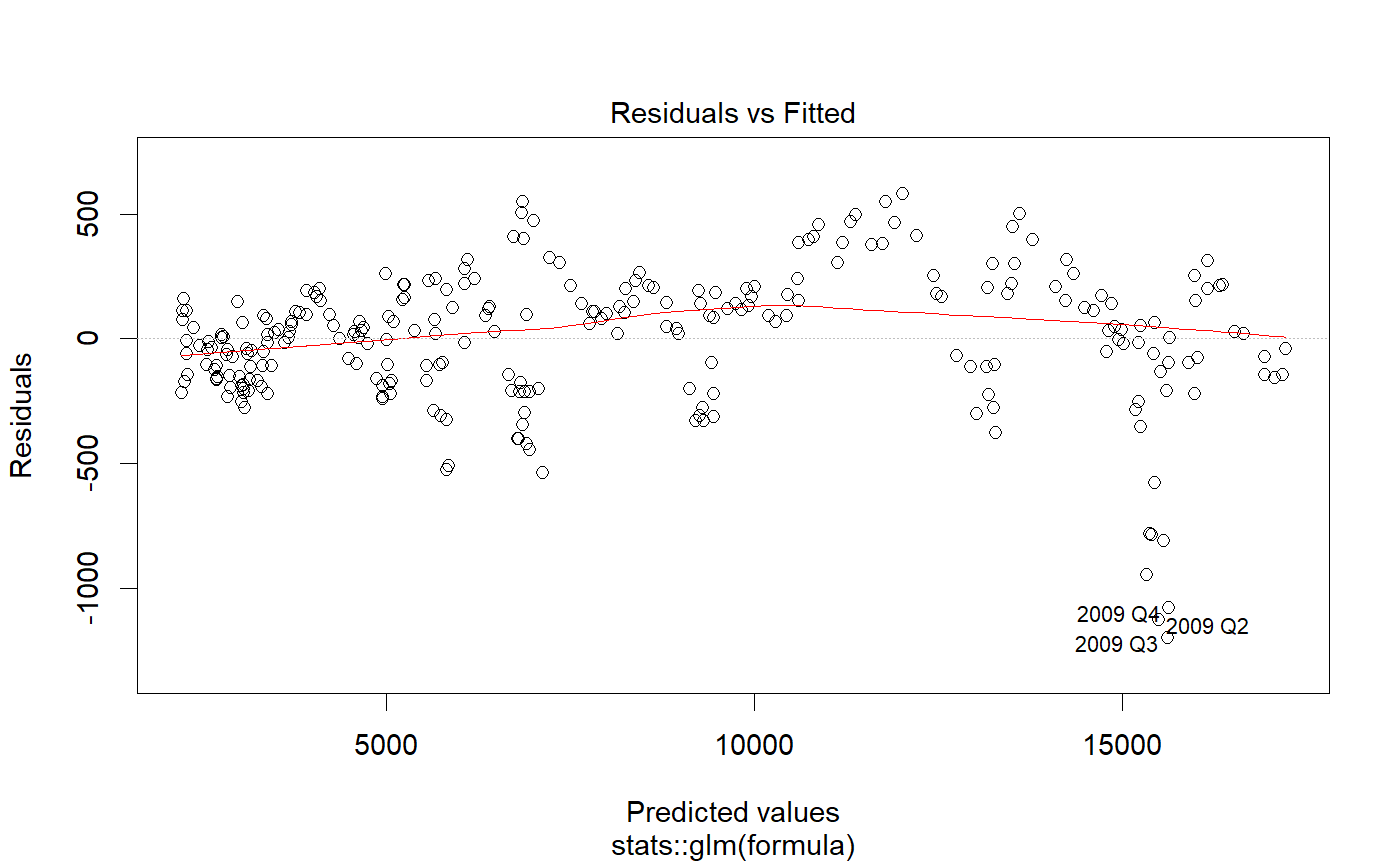 Residuals vs Fitted
Residuals
500
0
-500
-1000
2009 Q4
2009 Q2
2009 Q3
5000
10000
15000
Predicted values
stats::glm(formula)